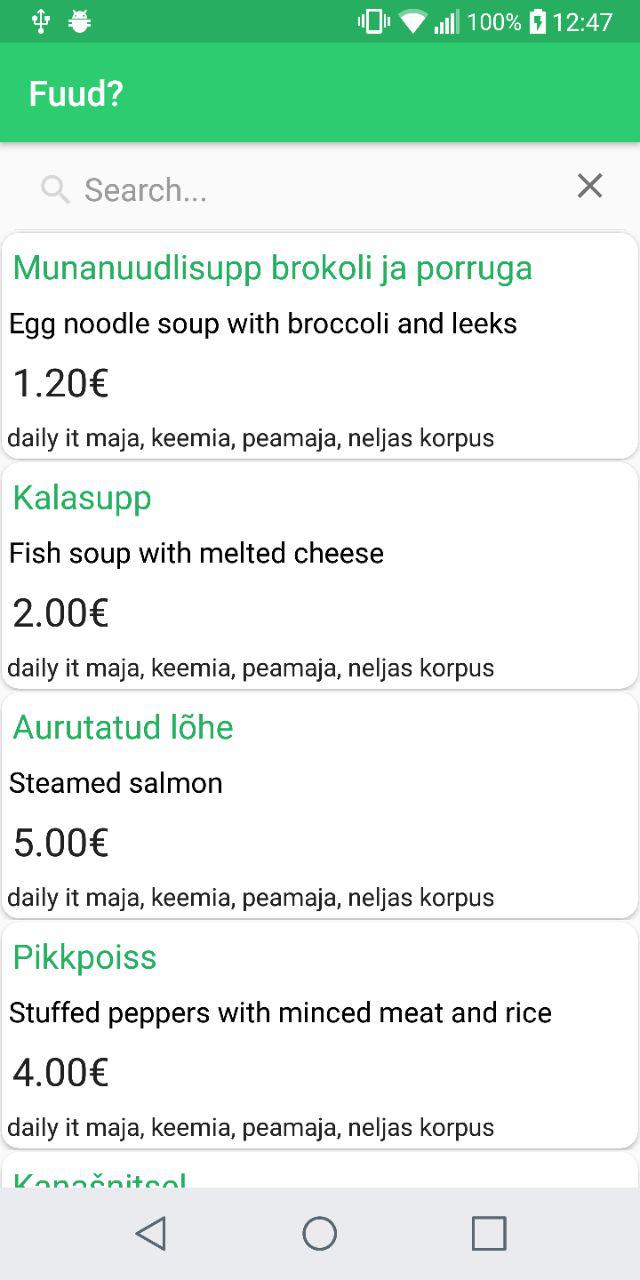 100% 12:47
Fuud?
Search...
Munanuudlisupp brokoli ja porruga
Egg noodle soup with broccoli and leeks
1.20€
daily it maja, keemia, peamaja, neljas korpus
Kalasupp
Fish soup with melted cheese
2.00€
daily it maja, keemia, peamaja, neljas korpus
Aurutatud lõhe
Steamed salmon
5.00€
daily it maja, keemia, peamaja, neljas korpus
Pikkpoiss
Stuffed peppers with minced meat and rice
4.00€
daily it maja, keemia, peamaja, neljas korpus
Kanašnitsel